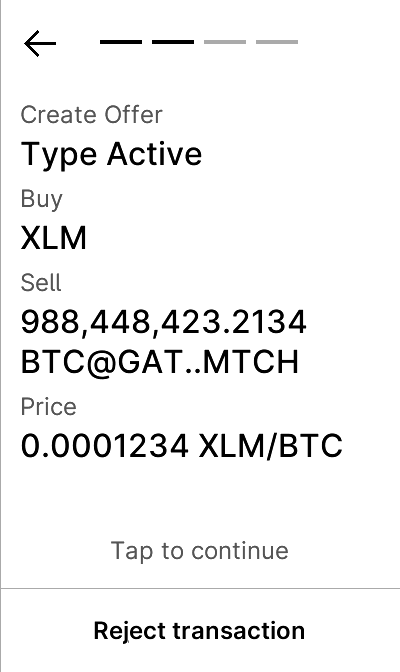 Create Offer
Type Active
Buy
XLM
Sell
988,448,423.2134
BTC@GAT..MTCH
Price
0.0001234 XLM/BTC
Tap to continue
Reject transaction